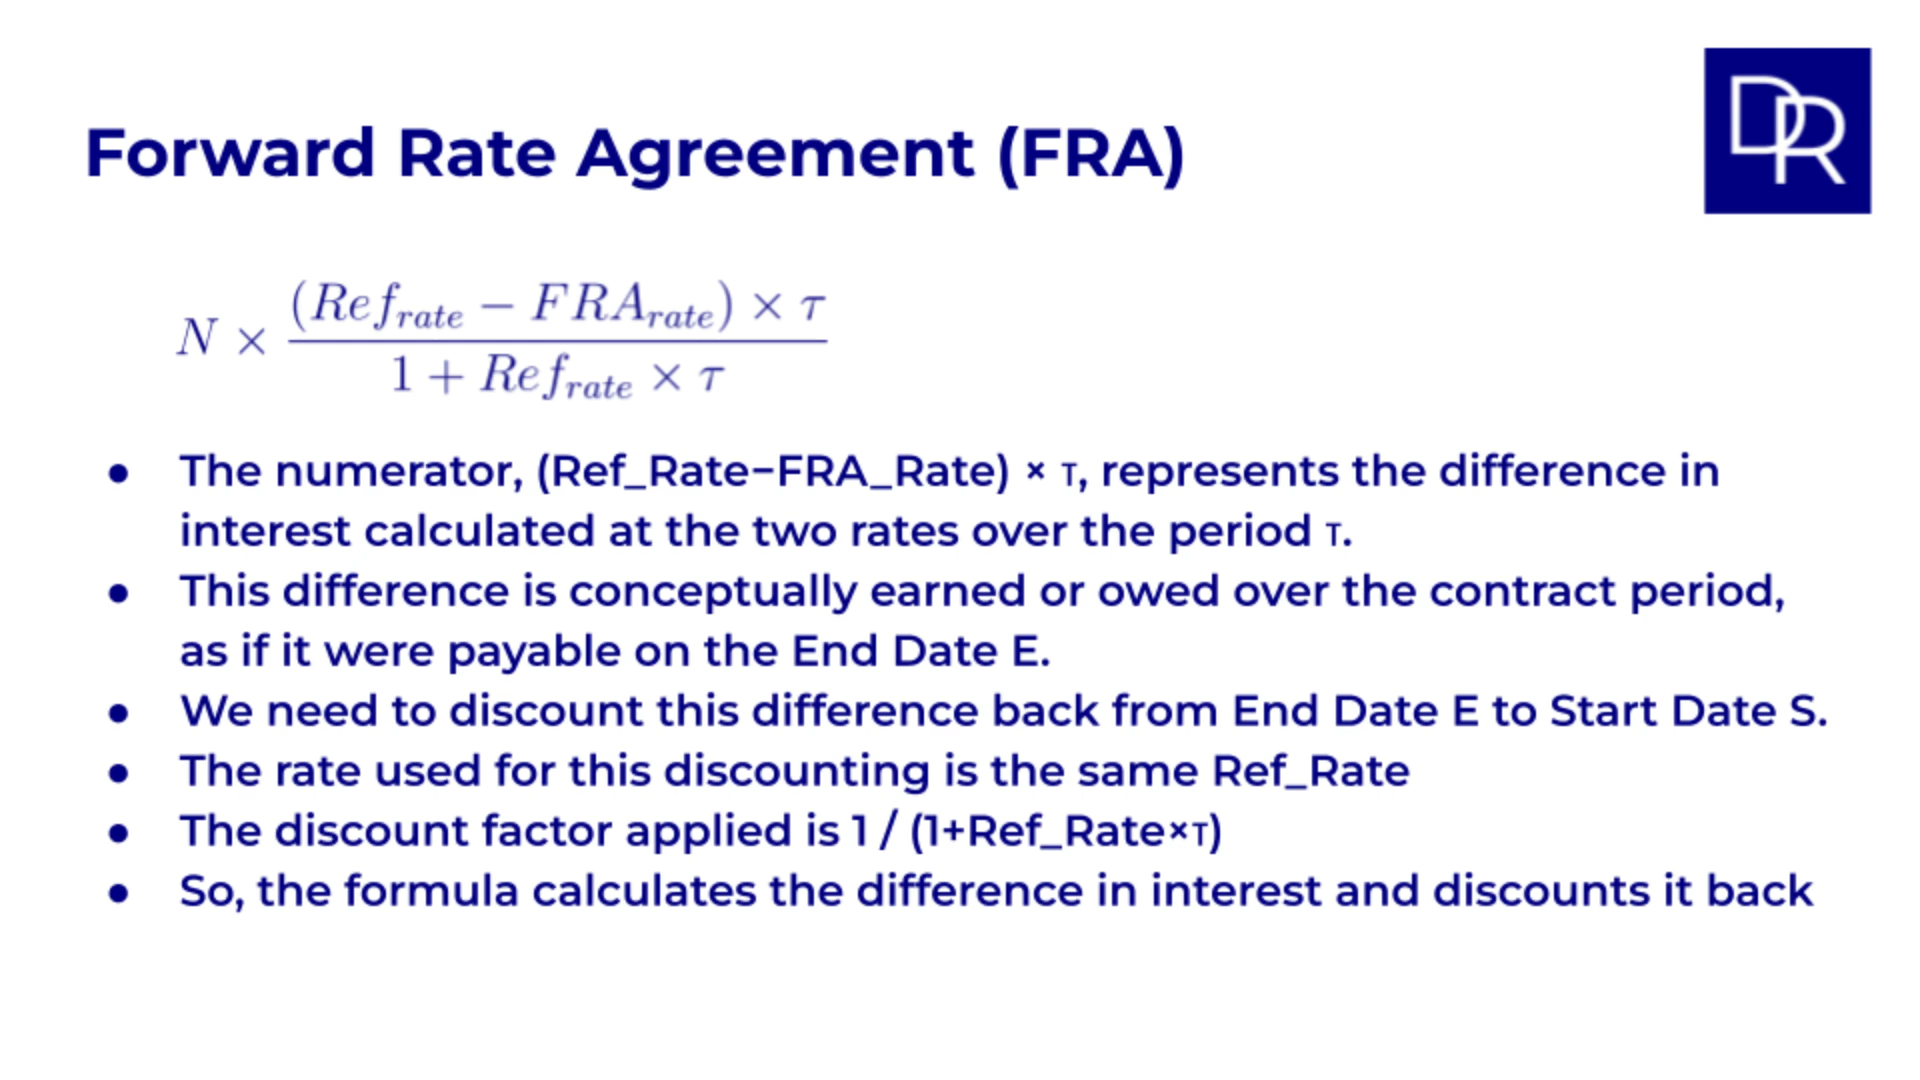 DR
Forward Rate Agreement (FRA)
N × (Ref_rate − FRA_rate) × τ / 1 + Ref_rate × τ
● The numerator, (Ref_Rate−FRA_Rate) × τ, represents the difference in
interest calculated at the two rates over the period τ.
● This difference is conceptually earned or owed over the contract period,
as if it were payable on the End Date E.
● We need to discount this difference back from End Date E to Start Date S.
● The rate used for this discounting is the same Ref_Rate
● The discount factor applied is 1 / (1+Ref_Rate×τ)
● So, the formula calculates the difference in interest and discounts it back